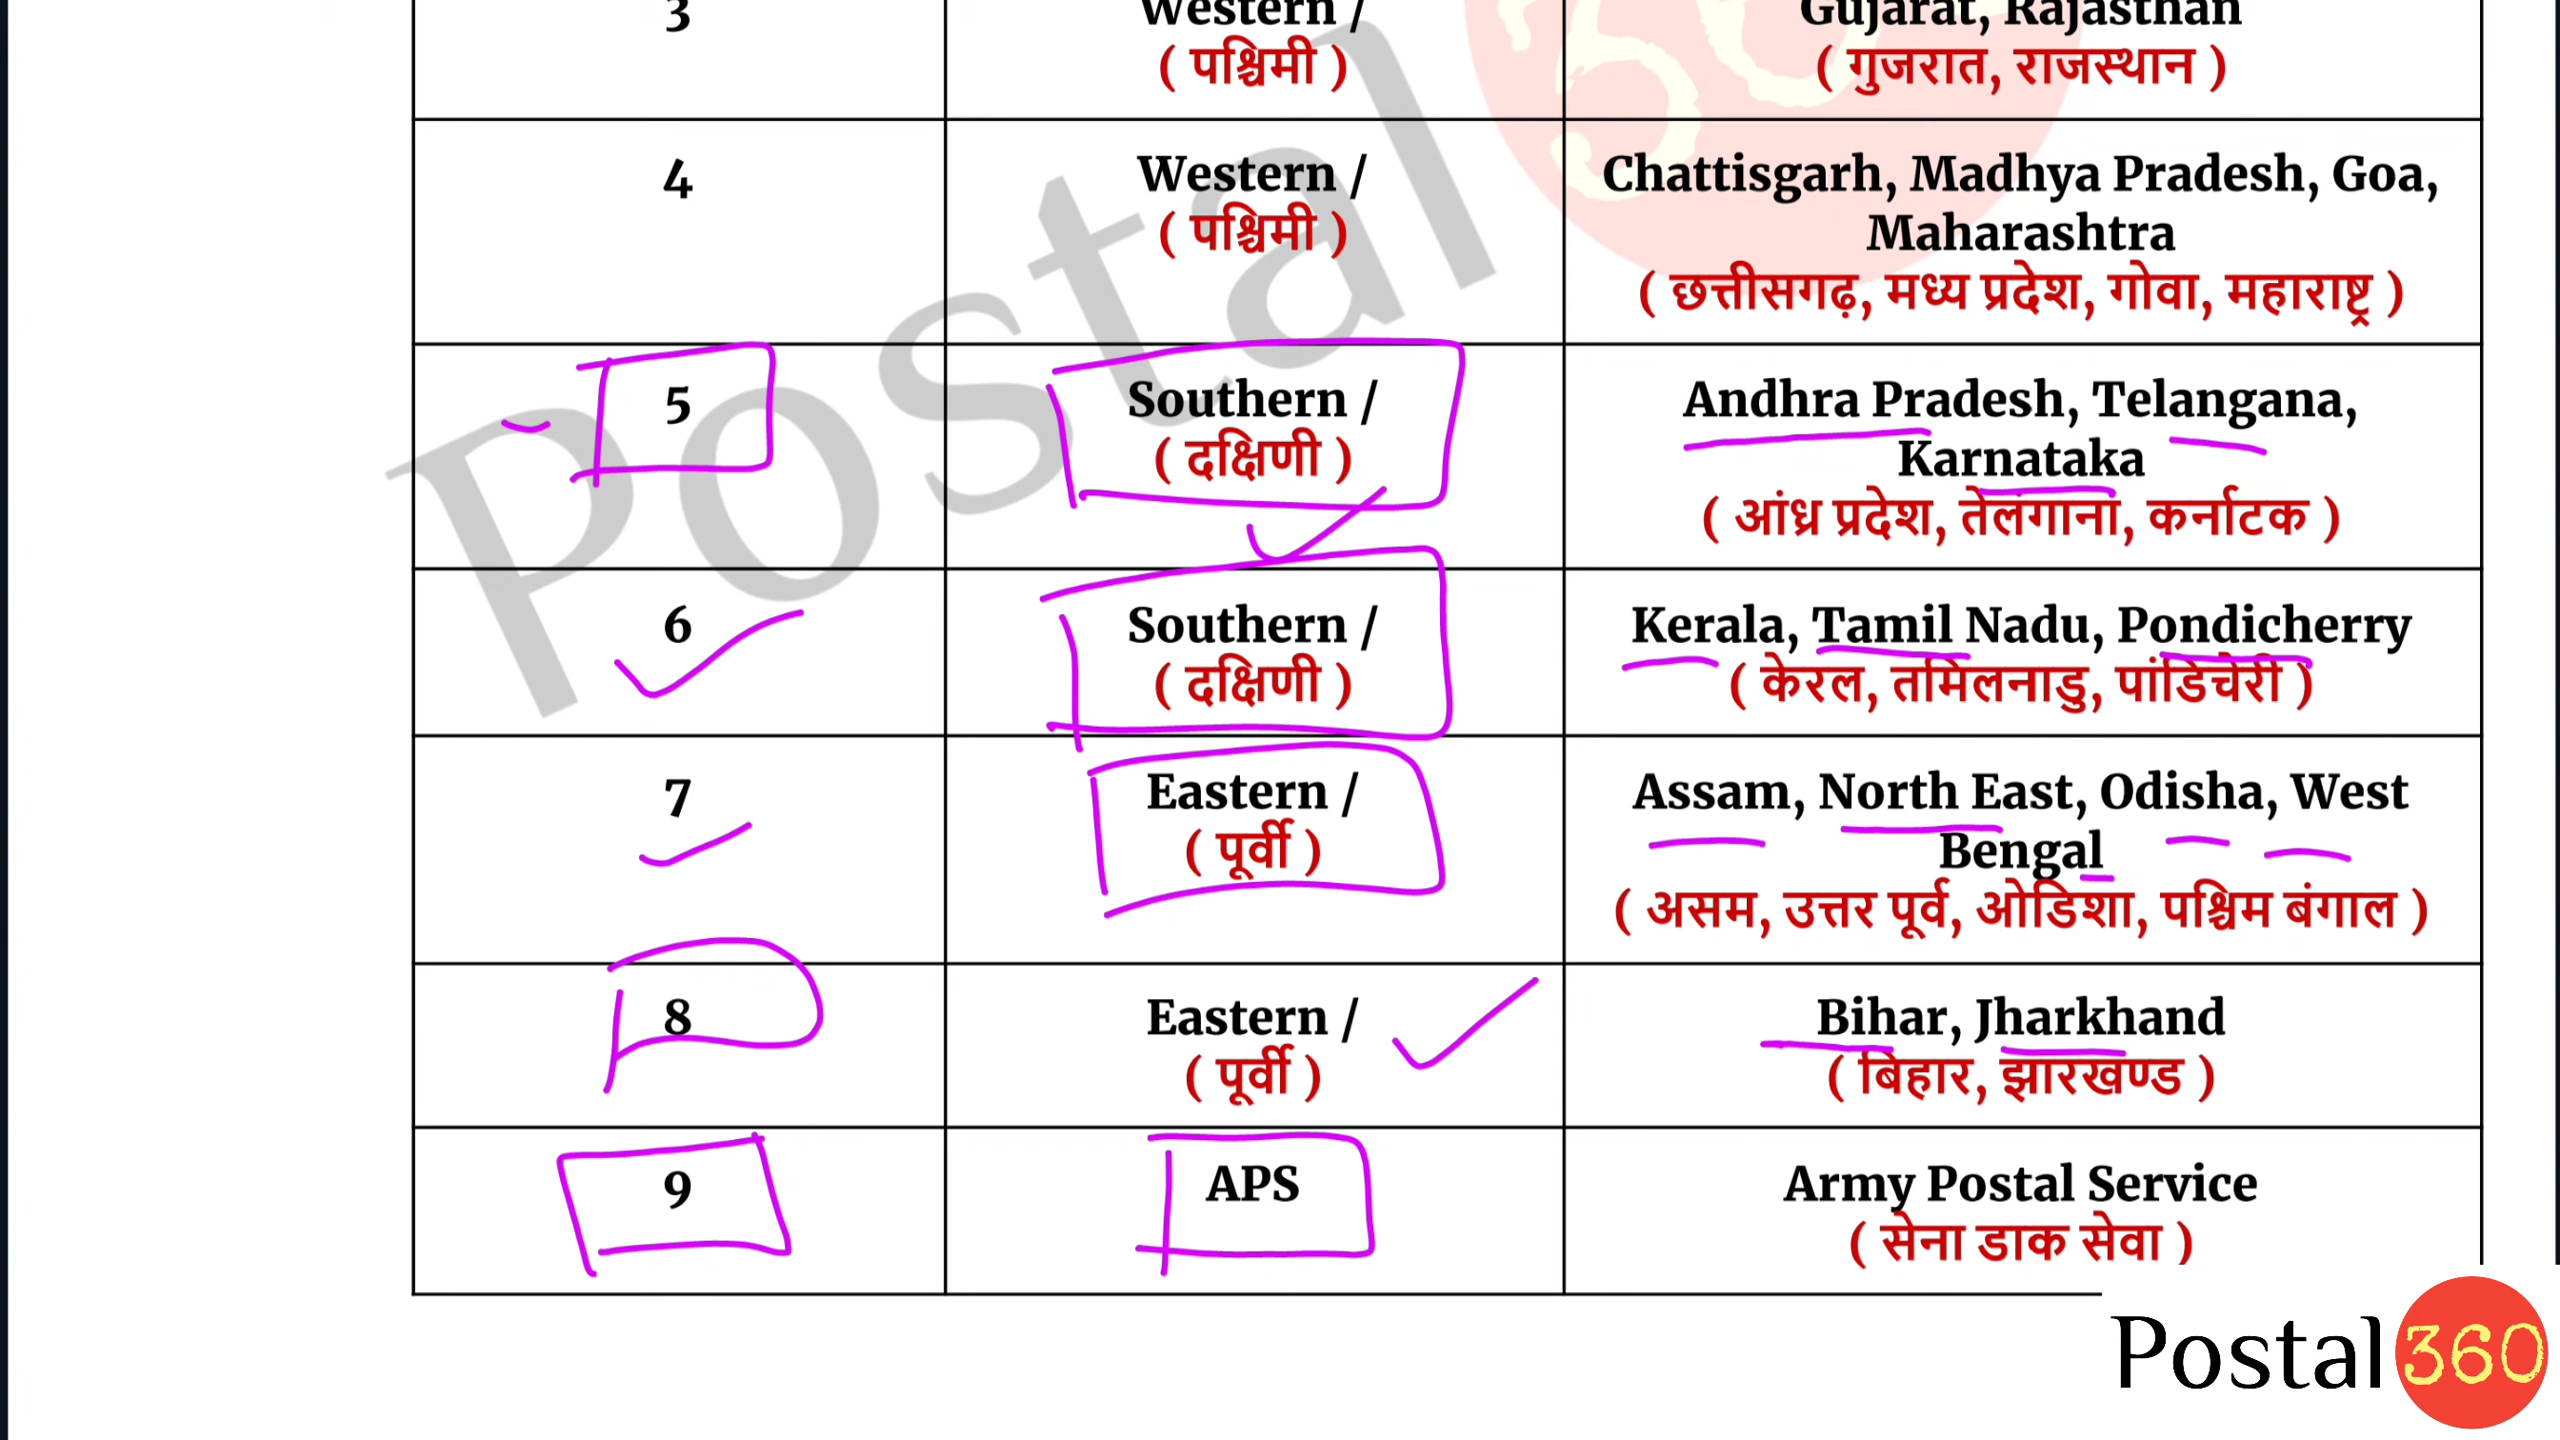 3
Western /
( पश्चिमी )
Gujarat, Rajasthan
( गुजरात, राजस्थान )
4
Western /
( पश्चिमी )
Chattisgarh, Madhya Pradesh, Goa,
Maharashtra
( छत्तीसगढ़, मध्य प्रदेश, गोवा, महाराष्ट्र )
5
Southern /
( दक्षिणी )
Andhra Pradesh, Telangana,
Karnataka
( आंध्र प्रदेश, तेलंगाना, कर्नाटक )
6
Southern /
( दक्षिणी )
Kerala, Tamil Nadu, Pondicherry
( केरल, तमिलनाडु, पांडिचेरी )
7
Eastern /
( पूर्वी )
Assam, North East, Odisha, West
Bengal
( असम, उत्तर पूर्व, ओडिशा, पश्चिम बंगाल )
8
Eastern /
( पूर्वी )
Bihar, Jharkhand
( बिहार, झारखण्ड )
9
APS
Army Postal Service
( सेना डाक सेवा )
Postal
Postal 360